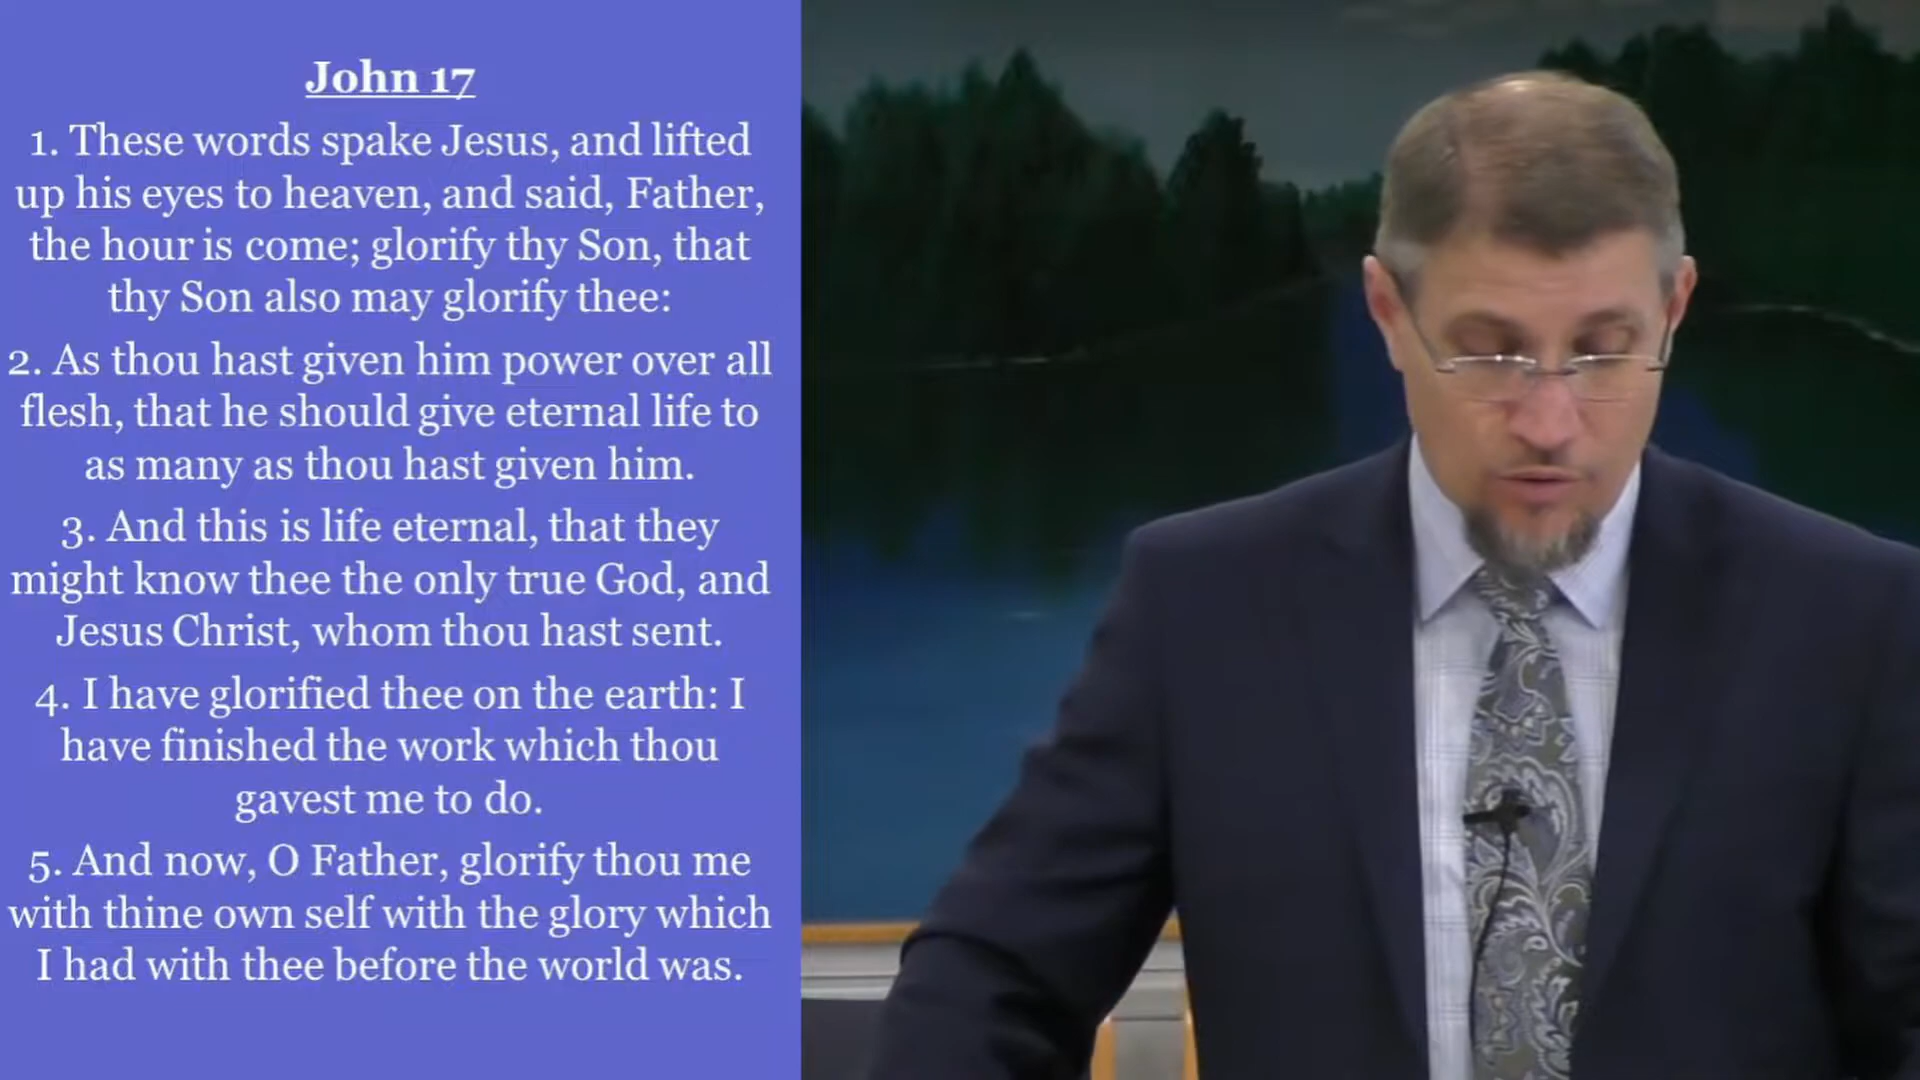 John 17
1. These words spake Jesus, and lifted
up his eyes to heaven, and said, Father,
the hour is come; glorify thy Son, that
thy Son also may glorify thee:
2. As thou hast given him power over all
flesh, that he should give eternal life to
as many as thou hast given him.
3. And this is life eternal, that they
might know thee the only true God, and
Jesus Christ, whom thou hast sent.
4. I have glorified thee on the earth: I
have finished the work which thou
gavest me to do.
5. And now, O Father, glorify thou me
with thine own self with the glory which
I had with thee before the world was.